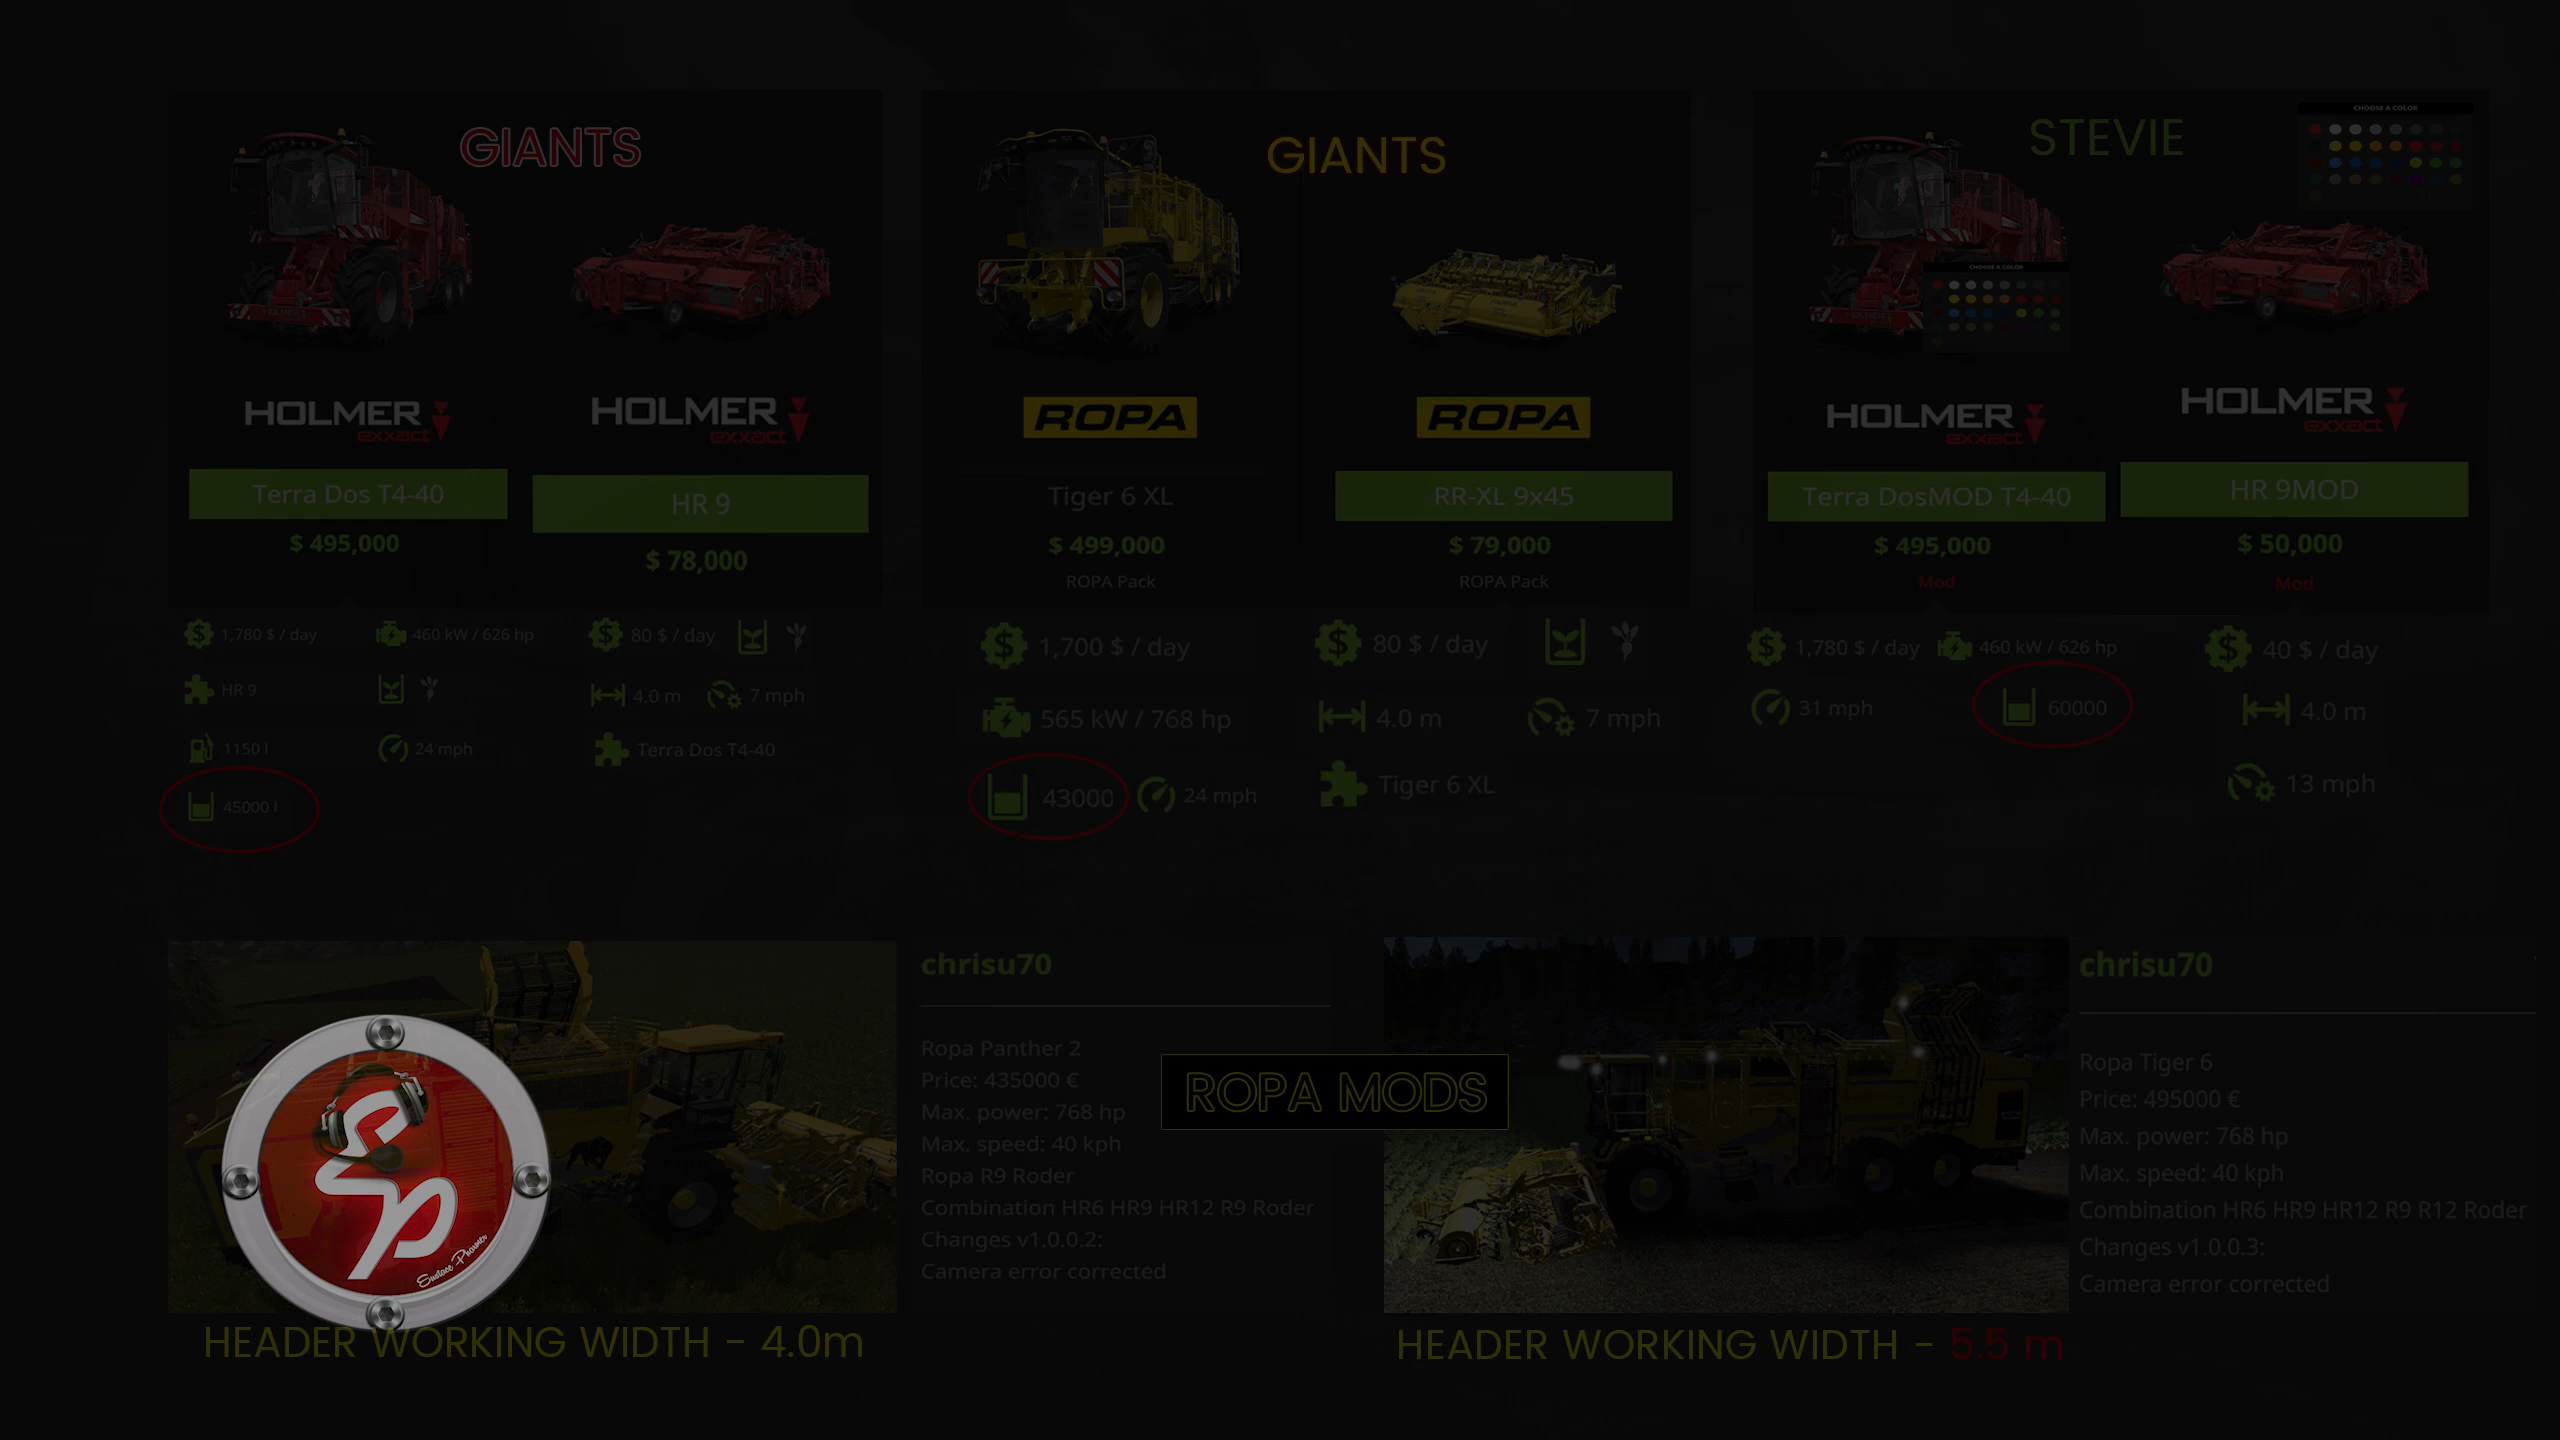 GIANTS
HOLMER
exxact
Terra Dos T4-40
$ 495,000
HOLMER
exxact
HR 9
$ 78,000
1,780 $ / day
460 kW / 626 hp
HR 9
1150 l
24 mph
45000 l
80 $ / day
4.0 m
7 mph
Terra Dos T4-40
GIANTS
ROPA
Tiger 6 XL
$ 499,000
ROPA Pack
ROPA
RR-XL 9x45
$ 79,000
ROPA Pack
1,700 $ / day
565 kW / 768 hp
43000
24 mph
80 $ / day
4.0 m
7 mph
Tiger 6 XL
STEVIE
CHOOSE A COLOR
CHOOSE A COLOR
HOLMER
exxact
Terra DosMOD T4-40
$ 495,000
Mod
HOLMER
exxact
HR 9MOD
$ 50,000
Mod
1,780 $ / day
460 kW / 626 hp
31 mph
60000
40 $ / day
4.0 m
13 mph
chrisu70
Ropa Panther 2
Price: 435000 €
Max. power: 768 hp
Max. speed: 40 kph
Ropa R9 Roder
Combination HR6 HR9 HR12 R9 Roder
Changes v1.0.0.2:
Camera error corrected
ROPA MODS
chrisu70
Ropa Tiger 6
Price: 495000 €
Max. power: 768 hp
Max. speed: 40 kph
Combination HR6 HR9 HR12 R9 R12 Roder
Changes v1.0.0.3:
Camera error corrected
EP
Eustace Pharmer
HEADER WORKING WIDTH - 4.0m
HEADER WORKING WIDTH - 5.5 m